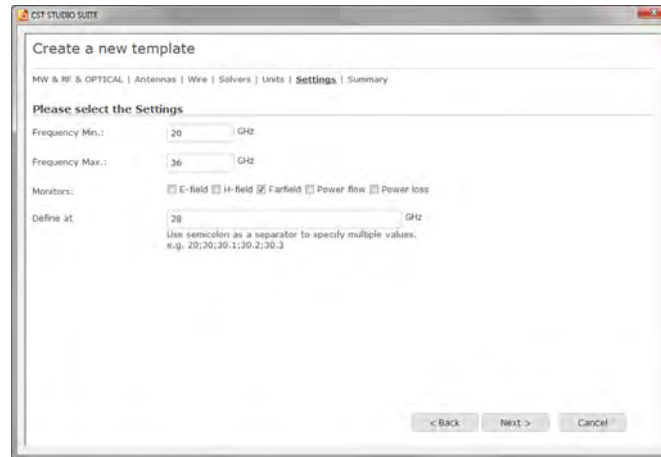 CST STUDIO SUITE
Create a new template
MW & RF & OPTICAL | Antennas | Wire | Solvers | Units | Settings | Summary
Please select the Settings
Frequency Min.: 20 GHz
Frequency Max.: 36 GHz
Monitors: E-field H-field Farfield Power flow Power loss
Define at 28 GHz
Use semicolon as a separator to specify multiple values.
e.g. 20;30;30.1;30.2;30.3
< Back Next > Cancel